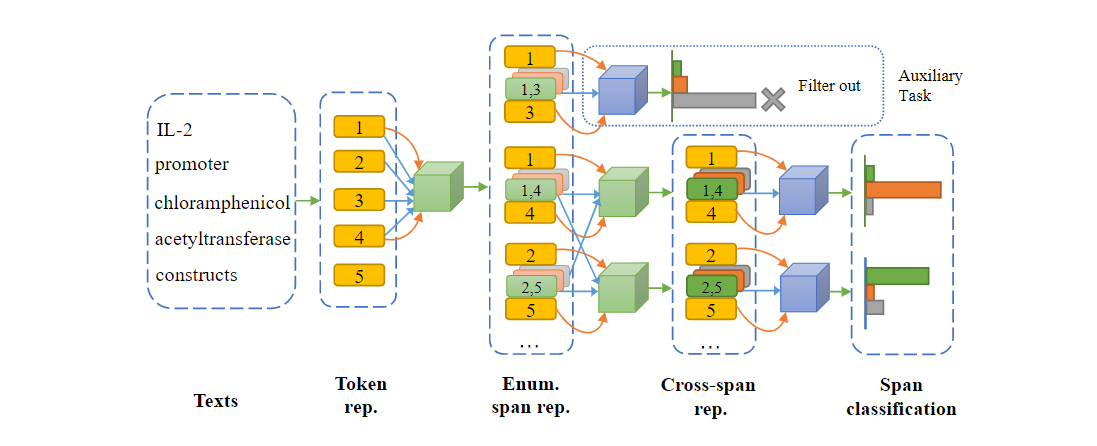 IL-2
promoter
chloramphenicol
acetyltransferase
constructs
Texts
1
2
3
4
5
Token
rep.
1
1,3
3
1
1,4
4
2
2,5
5
...
Enum.
span rep.
Filter out
Auxiliary
Task
1
1,4
4
2
2,5
5
...
Cross-span
rep.
Span
classification